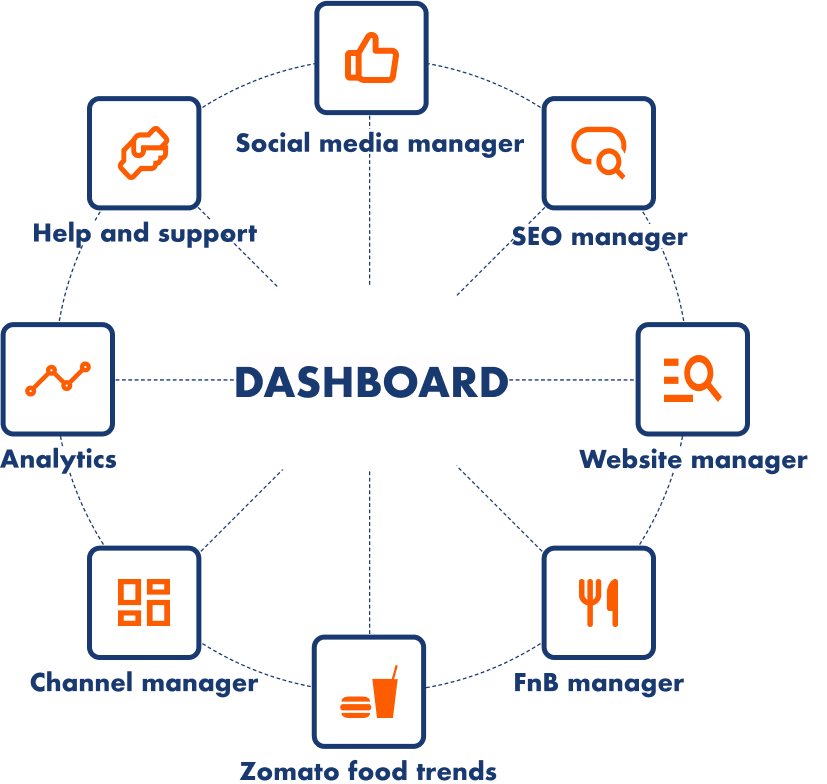 Social media manager
Help and support
SEO manager
DASHBOARD
Analytics
Website manager
Channel manager
FnB manager
Zomato food trends